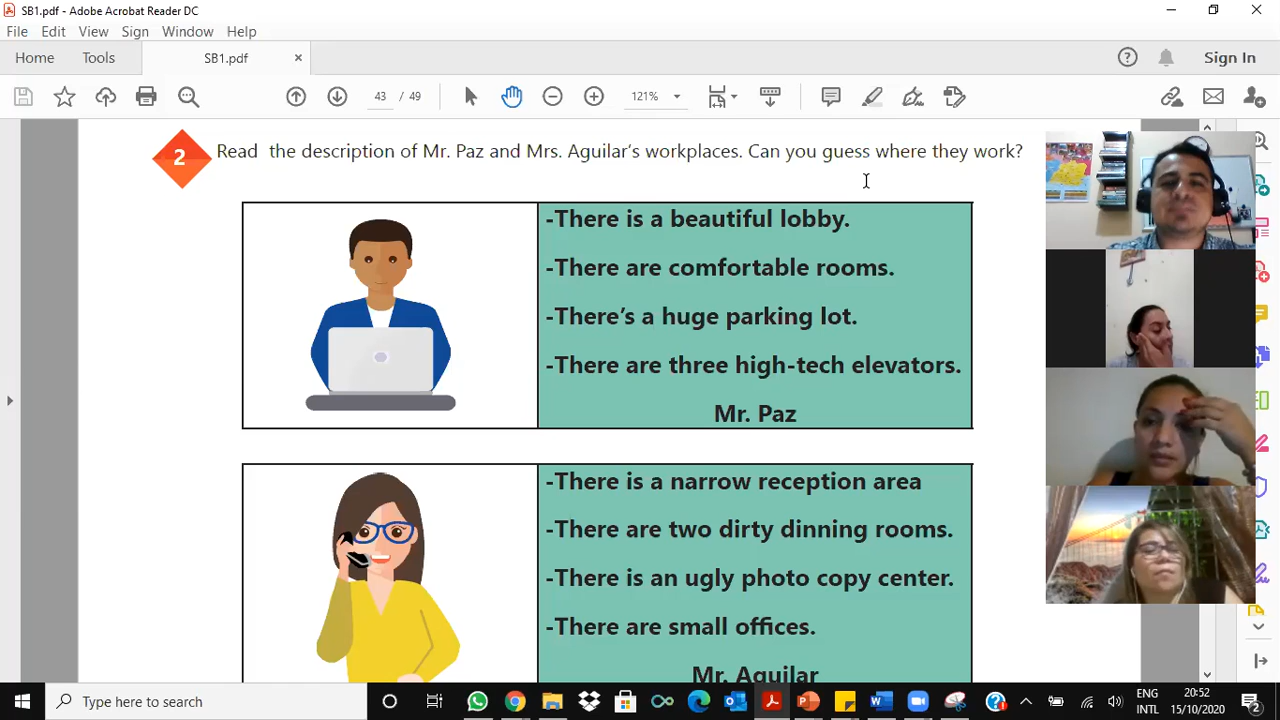 SB1.pdf - Adobe Acrobat Reader DC
File Edit View Sign Window Help
Home Tools SB1.pdf × Sign In
43 / 49 121%
2 Read the description of Mr. Paz and Mrs. Aguilar's workplaces. Can you guess where they work?
-There is a beautiful lobby.
-There are comfortable rooms.
-There's a huge parking lot.
-There are three high-tech elevators.
Mr. Paz
-There is a narrow reception area
-There are two dirty dinning rooms.
-There is an ugly photo copy center.
-There are small offices.
Mr. Aguilar
Type here to search
ENG
INTL
20:52
15/10/2020
2